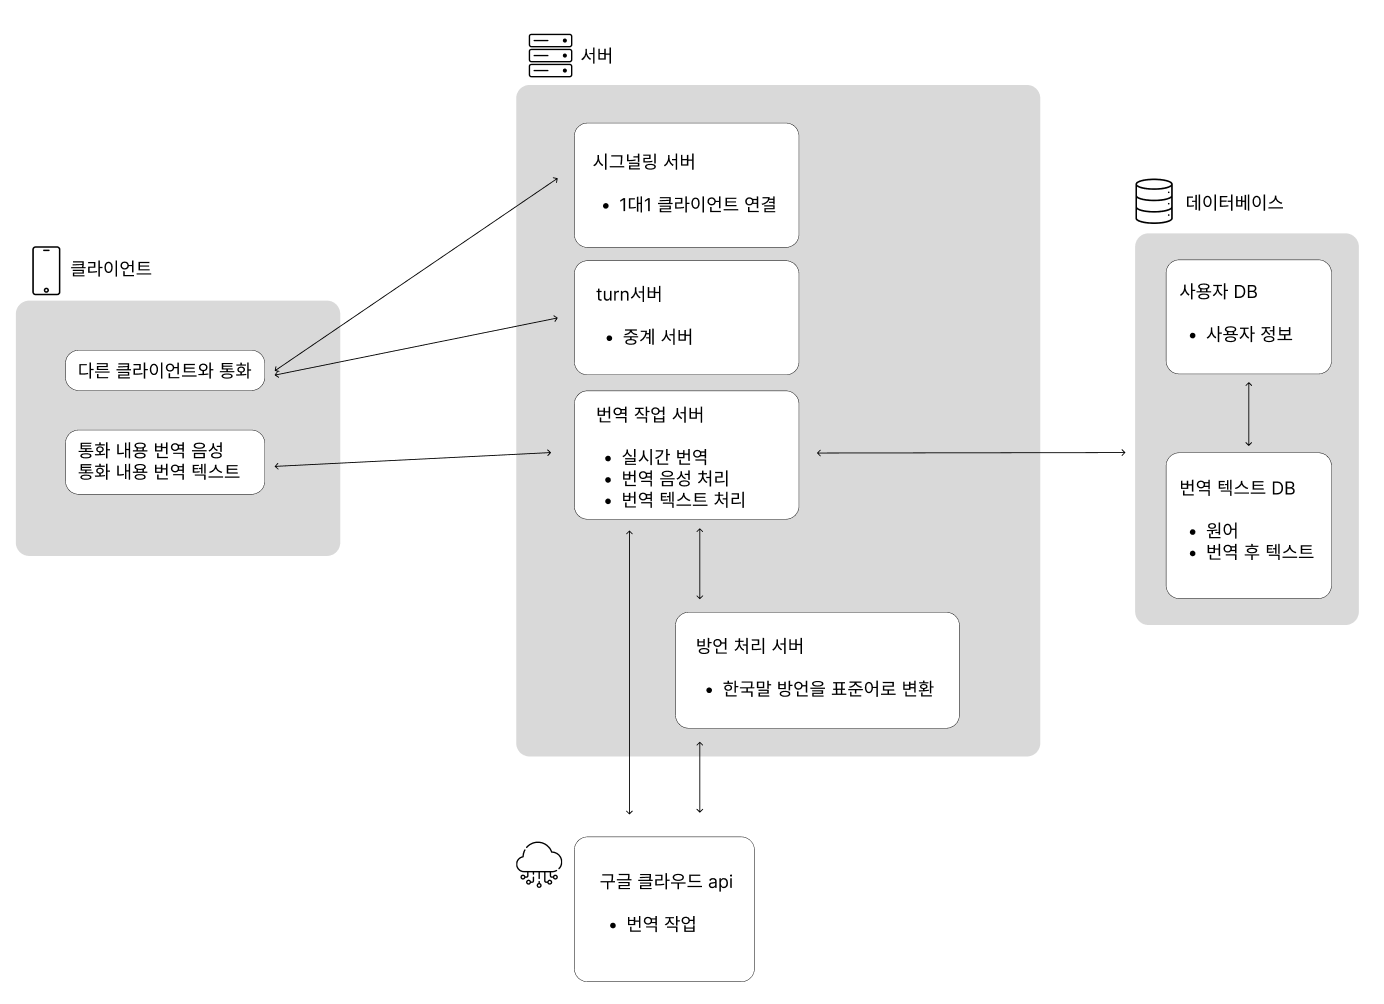 서버
시그널링 서버
• 1대1 클라이언트 연결
데이터베이스
클라이언트
turn서버
• 중계 서버
사용자 DB
• 사용자 정보
다른 클라이언트와 통화
통화 내용 번역 음성
통화 내용 번역 텍스트
번역 작업 서버
• 실시간 번역
• 번역 음성 처리
• 번역 텍스트 처리
번역 텍스트 DB
• 원어
• 번역 후 텍스트
방언 처리 서버
• 한국말 방언을 표준어로 변환
구글 클라우드 api
• 번역 작업